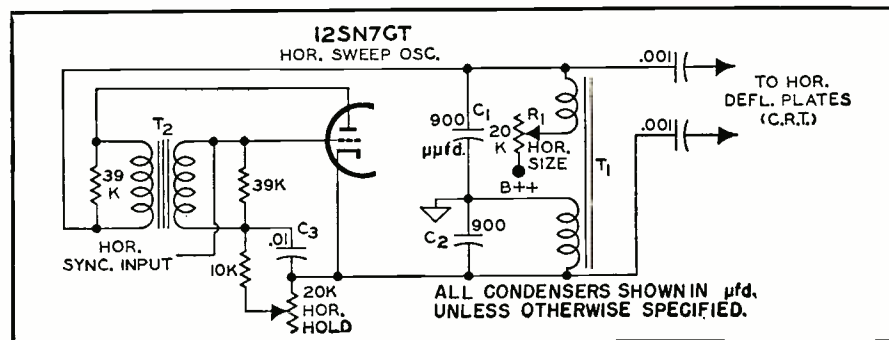 12SN7GT
HOR. SWEEP OSC.
.001
TO HOR.
DEFL. PLATES
(C.R.T.)
.001
T2
39
K
39K
HOR.
SYNC. INPUT
10K
.01
C3
20K
HOR.
HOLD
900
C1
μμfd.
R1
20
K
HOR.
SIZE
B++
T1
900
C2
ALL CONDENSERS SHOWN IN μfd.
UNLESS OTHERWISE SPECIFIED.